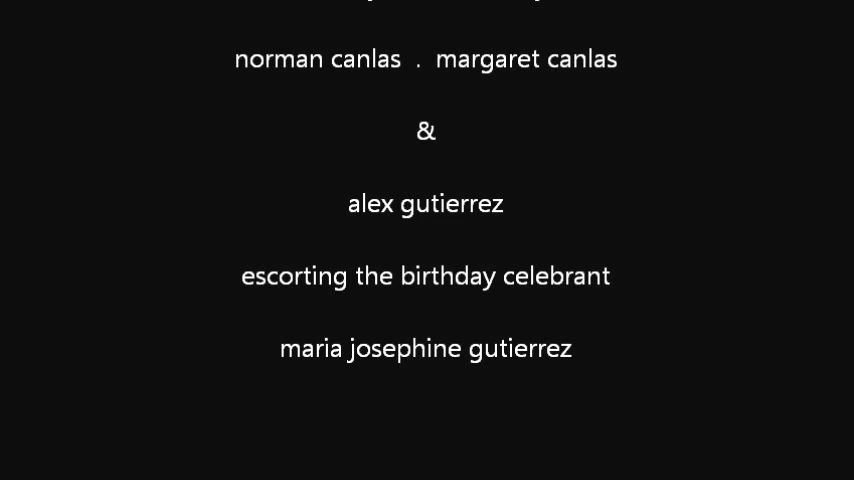 norman canlas . margaret canlas
&
alex gutierrez
escorting the birthday celebrant
maria josephine gutierrez